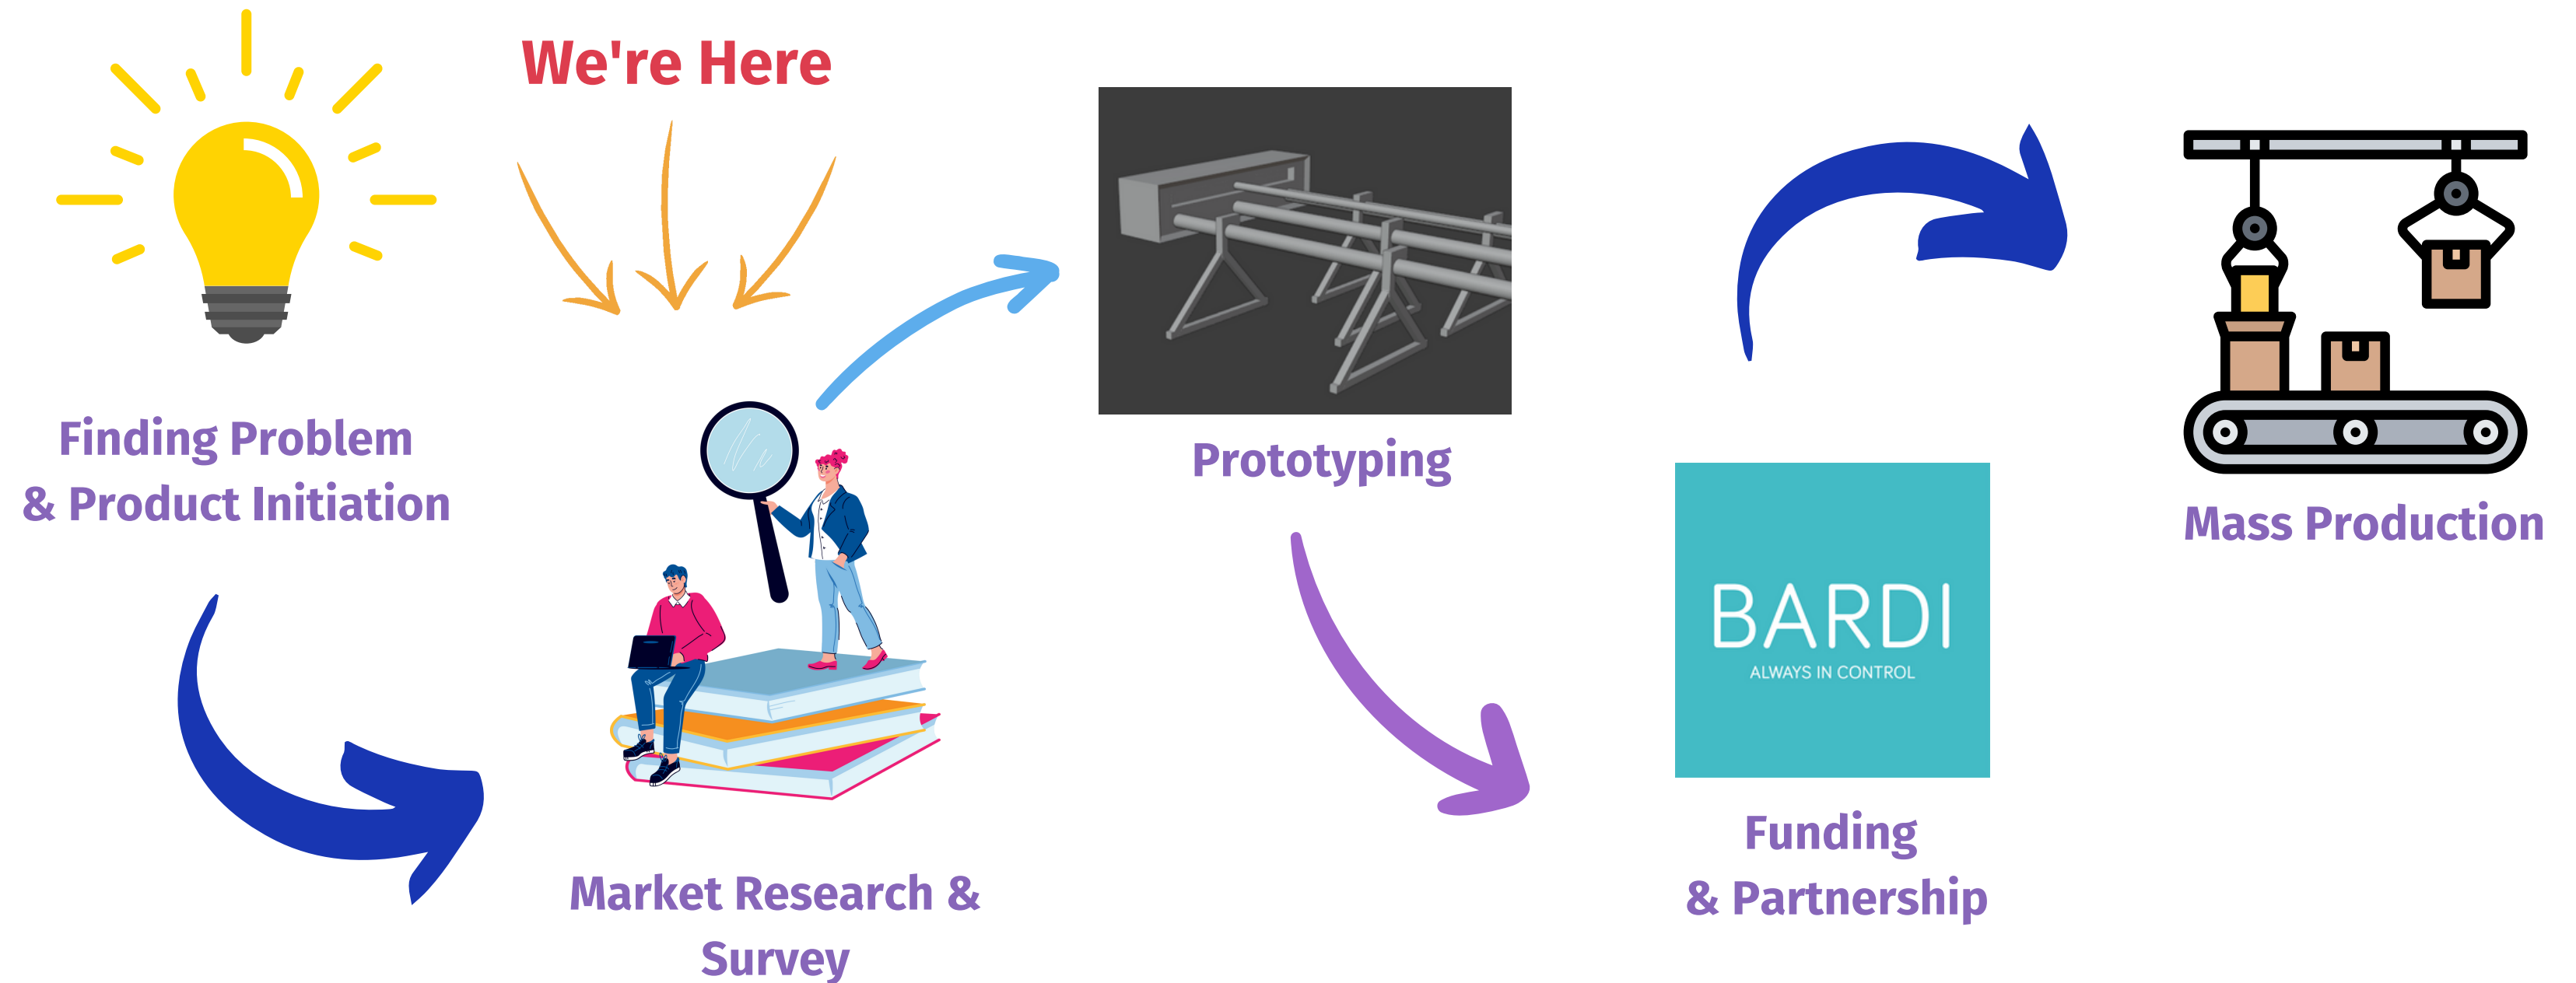 We're Here
Finding Problem
& Product Initiation
Market Research &
Survey
Prototyping
BARDI
ALWAYS IN CONTROL
Funding
& Partnership
Mass Production